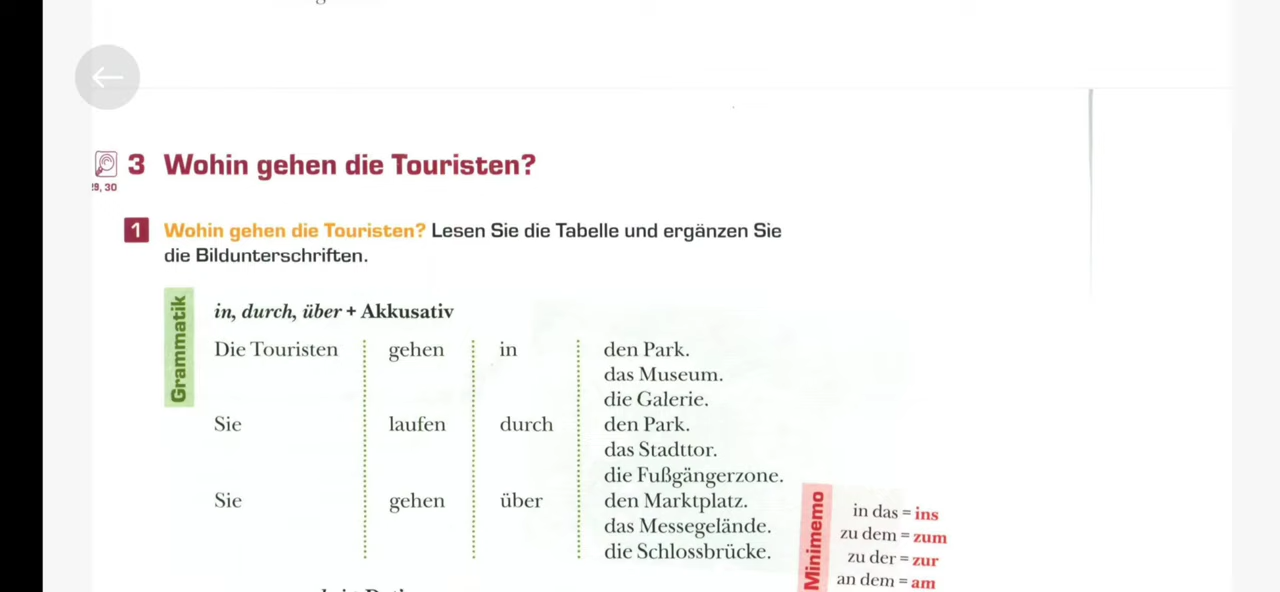 3 Wohin gehen die Touristen?
29, 30
1 Wohin gehen die Touristen? Lesen Sie die Tabelle und ergänzen Sie
die Bildunterschriften.
Grammatik
in, durch, über + Akkusativ
Die Touristen gehen in den Park.
das Museum.
die Galerie.
Sie laufen durch den Park.
das Stadttor.
die Fußgängerzone.
Sie gehen über den Marktplatz.
das Messegelände.
die Schlossbrücke.
Minimemo
in das = ins
zu dem = zum
zu der = zur
an dem = am